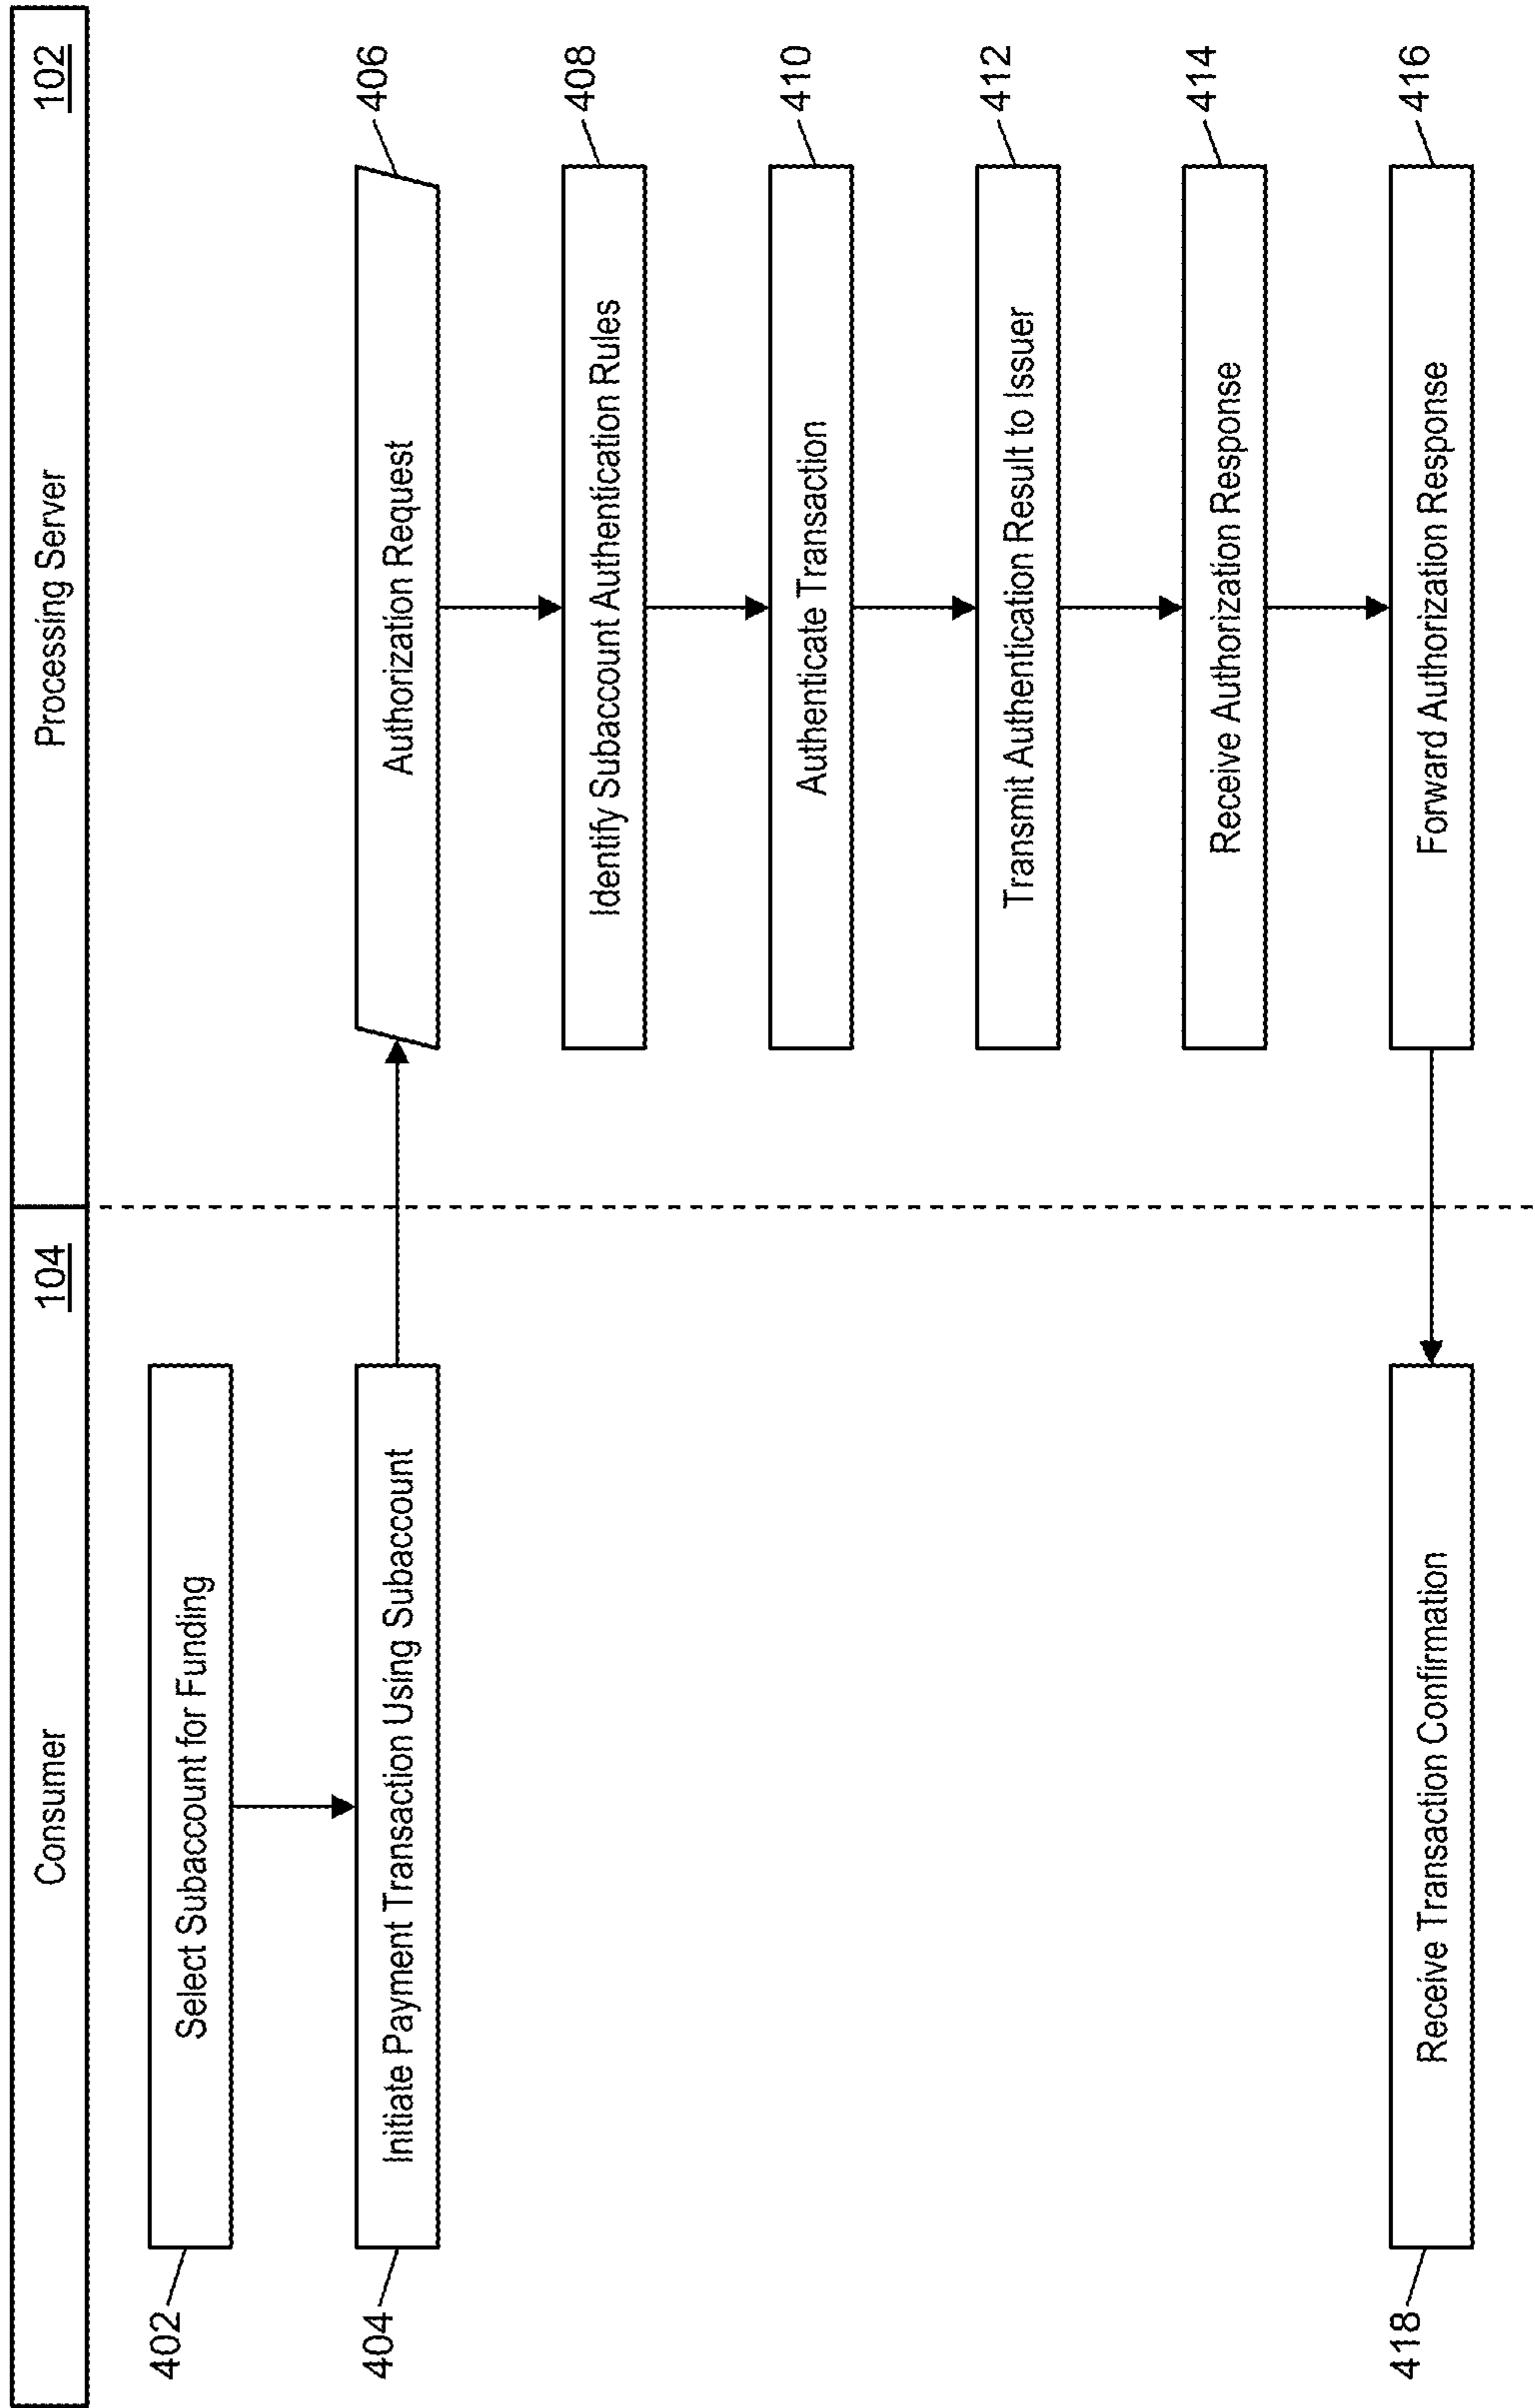 Consumer
104
Processing Server
102
402
Select Subaccount for Funding
404
Initiate Payment Transaction Using Subaccount
Authorization Request
406
Identify Subaccount Authentication Rules
408
Authenticate Transaction
410
Transmit Authentication Result to Issuer
412
Receive Authorization Response
414
Forward Authorization Response
416
418
Receive Transaction Confirmation